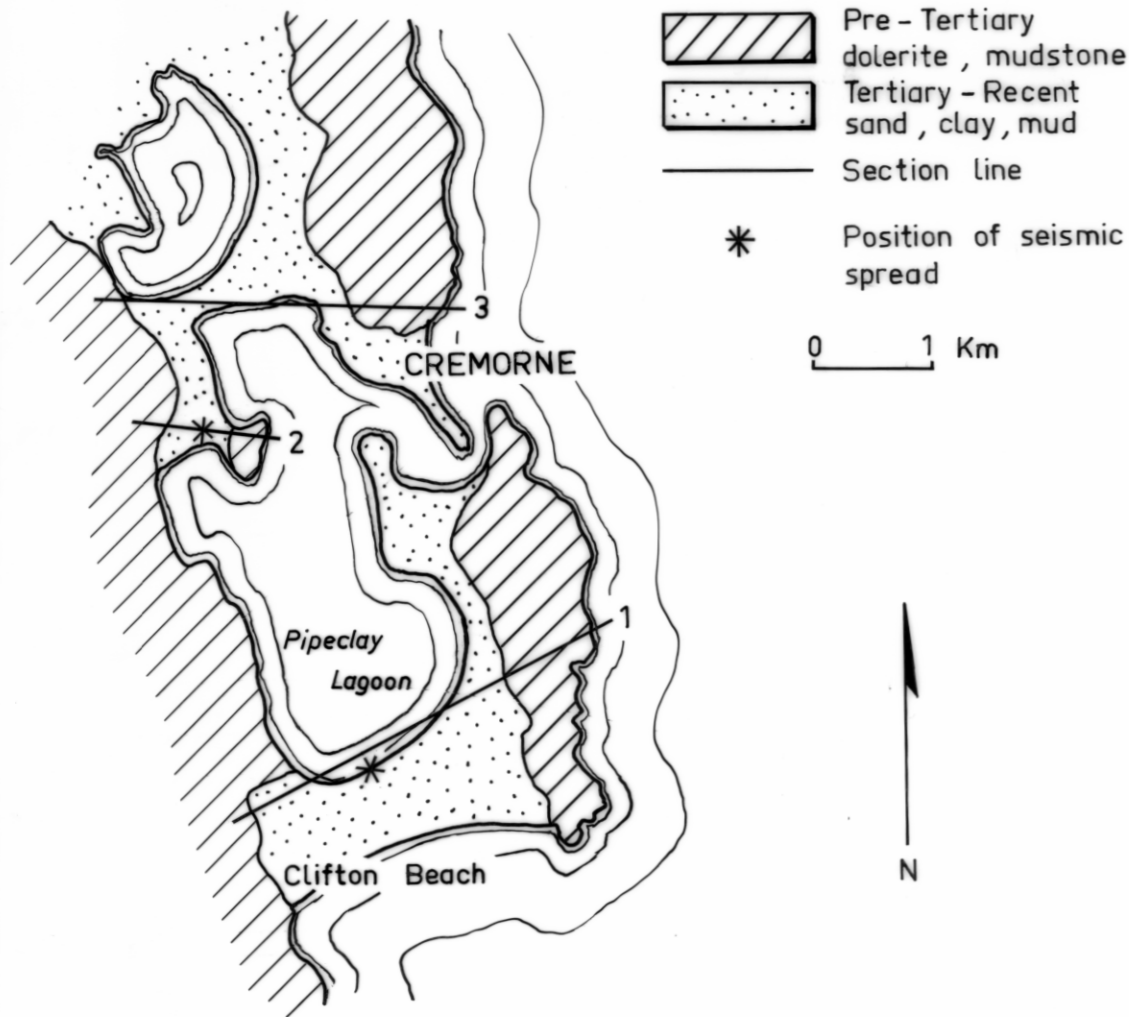 Pre - Tertiary
dolerite , mudstone
Tertiary - Recent
sand , clay , mud
Section line
Position of seismic
spread
0 1 Km
3
CREMORNE
2
1
Pipeclay
Lagoon
Clifton Beach
N